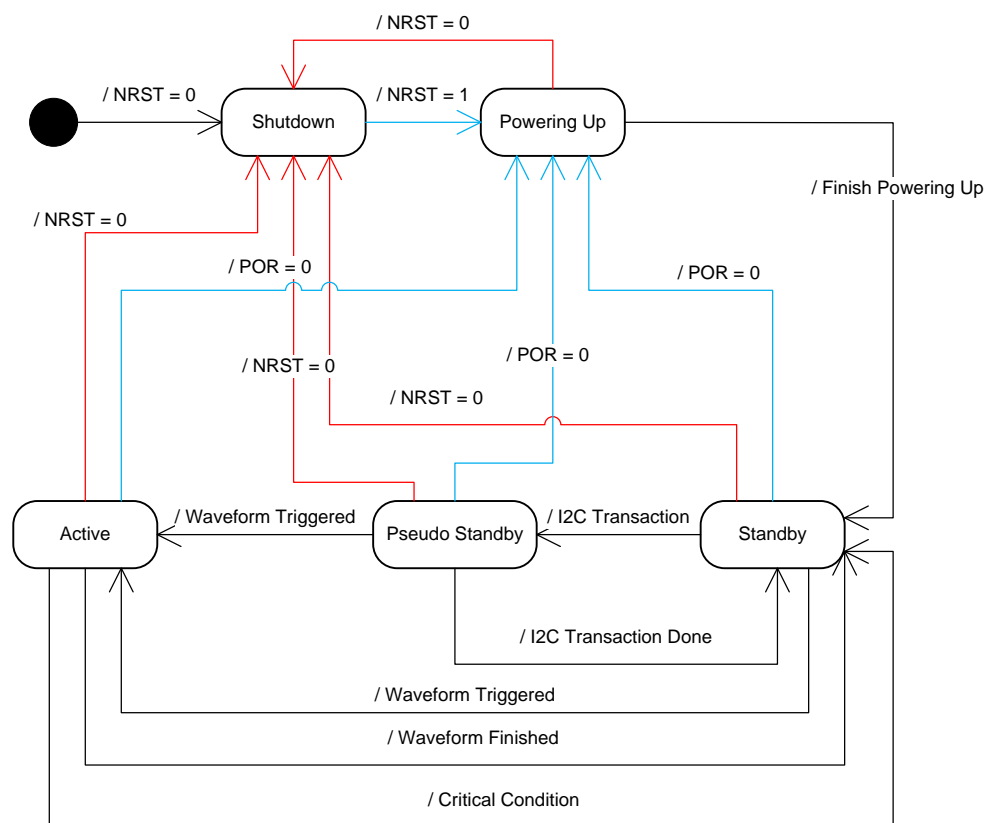 / NRST = 0
/ NRST = 0
/ NRST = 1
Shutdown
Powering Up
/ Finish Powering Up
/ NRST = 0
/ POR = 0
/ POR = 0
/ NRST = 0
/ POR = 0
/ NRST = 0
/ Waveform Triggered
/ I2C Transaction
Active
Pseudo Standby
Standby
/ I2C Transaction Done
/ Waveform Triggered
/ Waveform Finished
/ Critical Condition